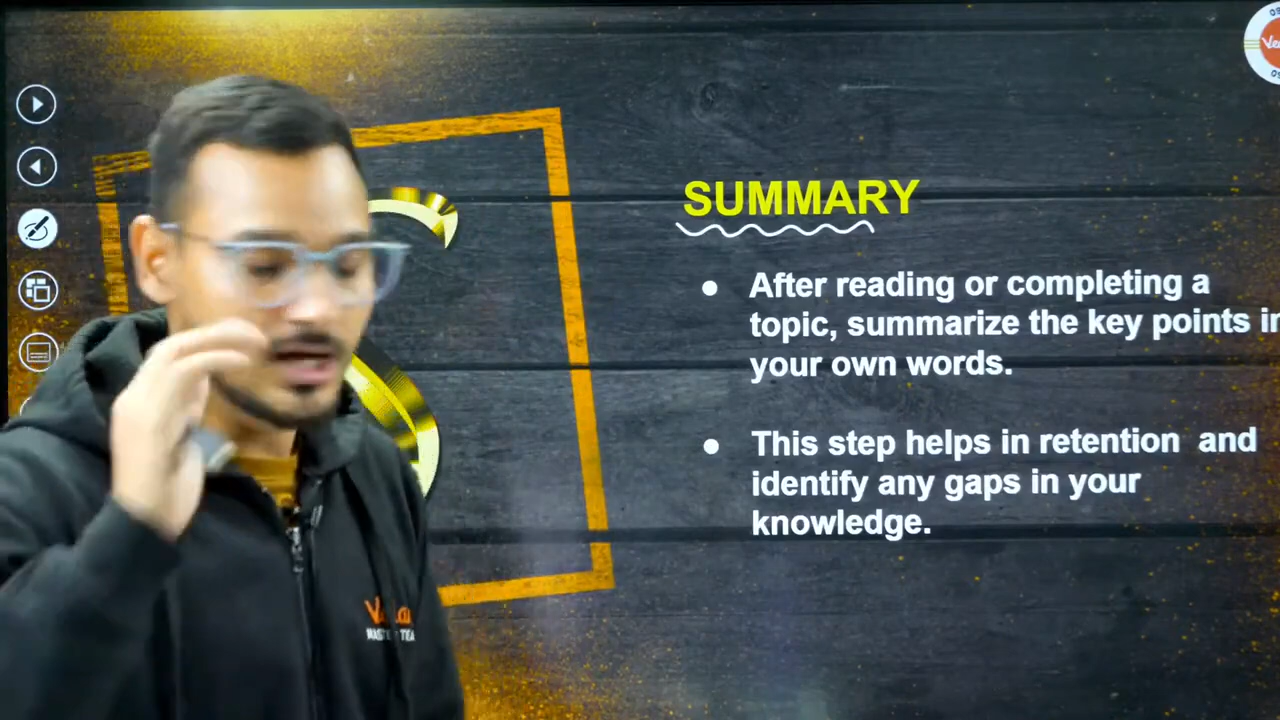 SUMMARY
After reading or completing a
topic, summarize the key points
your own words.
This step helps in retention and
identify any gaps in your
knowledge.